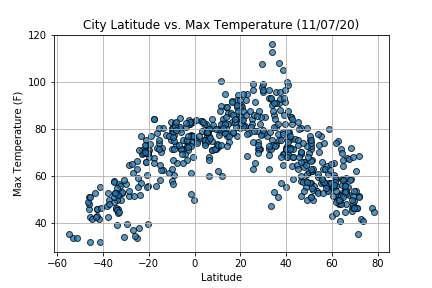 City Latitude vs. Max Temperature (11/07/20)
120
100
80
60
40
Max Temperature (F)
−60 −40 −20 0 20 40 60 80
Latitude